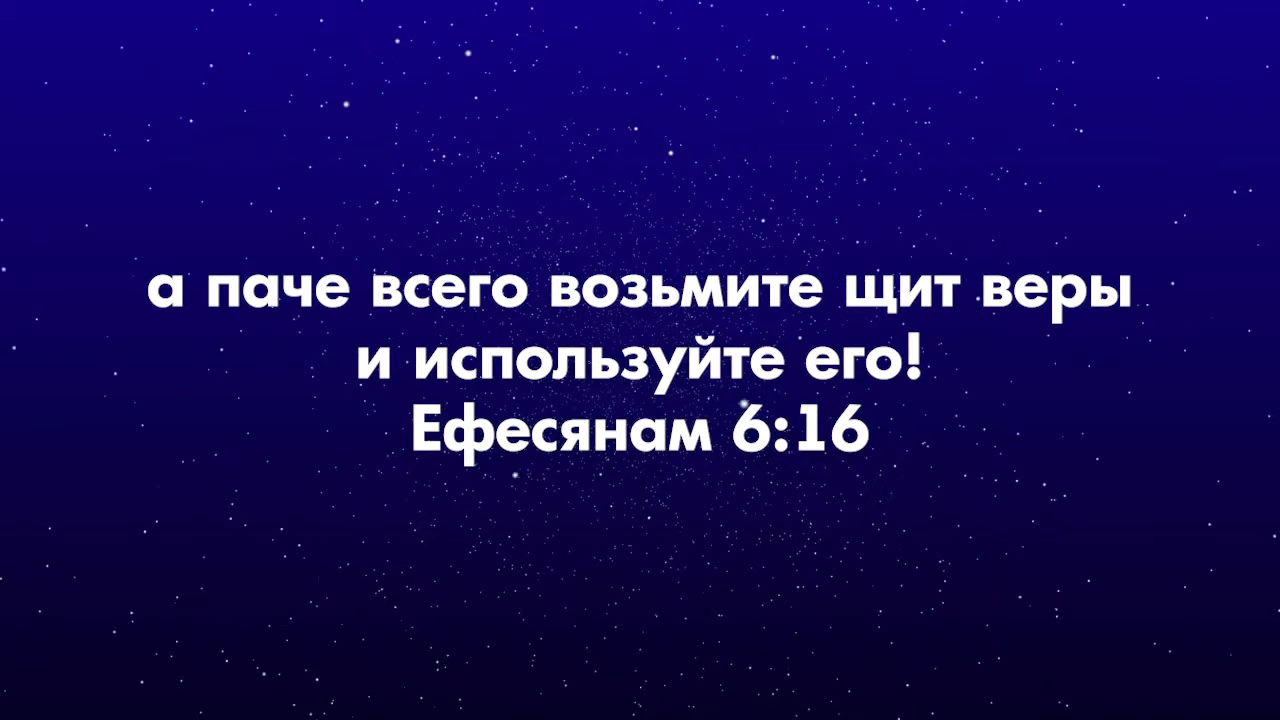 а паче всего возьмите щит веры
и используйте его!
Ефесянам 6:16